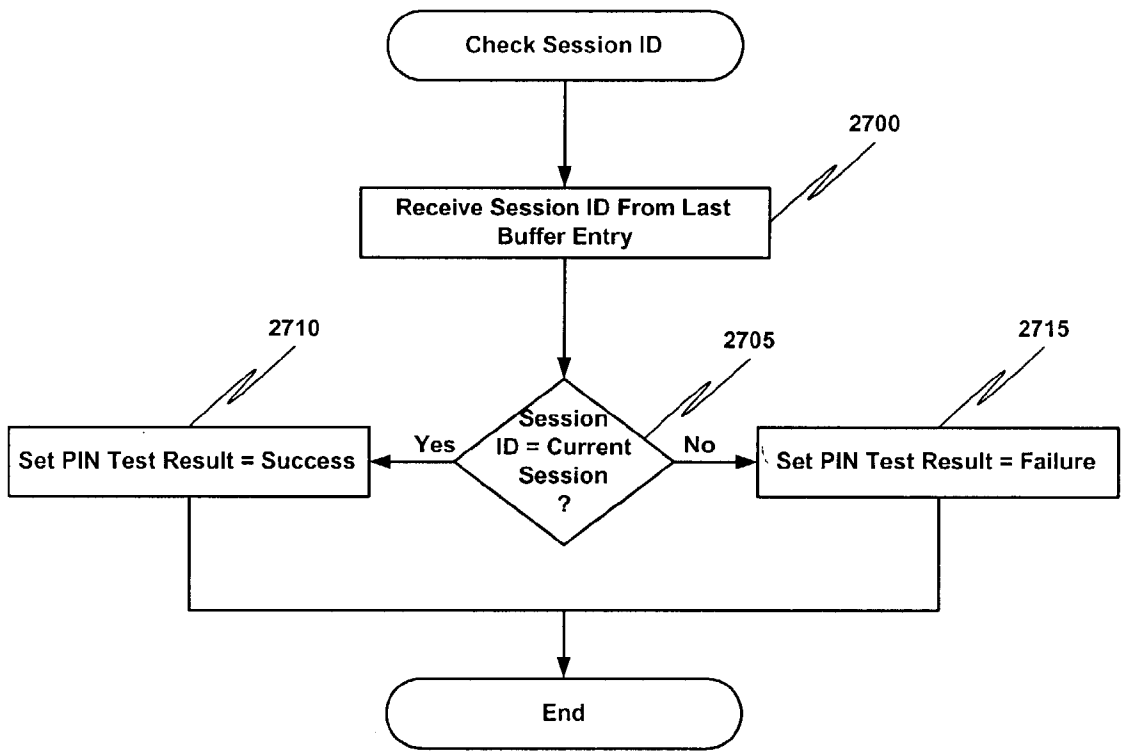 Check Session ID
2700
Receive Session ID From Last
Buffer Entry
2710
2705
2715
Session
ID = Current
Session
?
Yes
No
Set PIN Test Result = Success
Set PIN Test Result = Failure
End